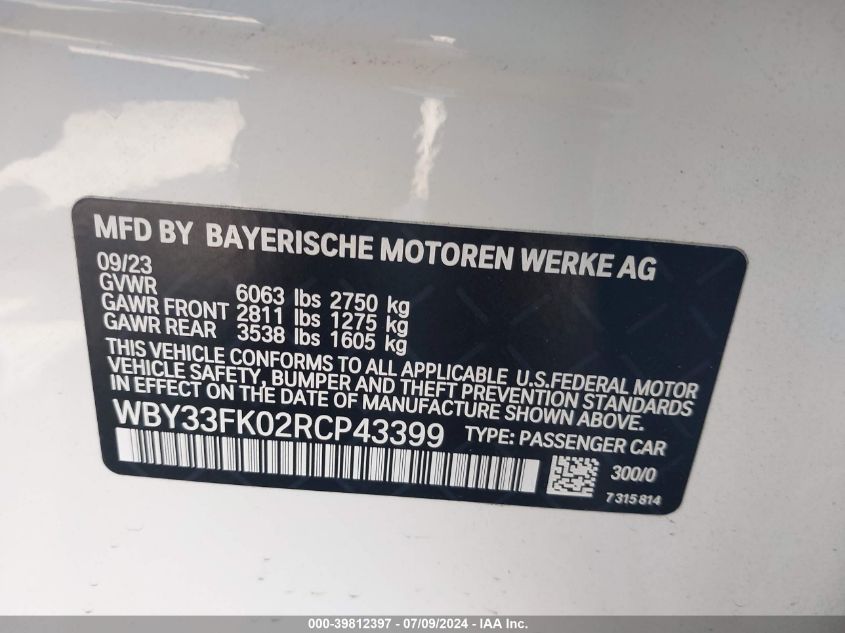 MFD BY BAYERISCHE MOTOREN WERKE AG
09/23
GVWR 6063 lbs 2750 kg
GAWR FRONT 2811 lbs 1275 kg
GAWR REAR 3538 lbs 1605 kg
THIS VEHICLE CONFORMS TO ALL APPLICABLE U.S.FEDERAL MOTOR
VEHICLE SAFETY, BUMPER AND THEFT PREVENTION STANDARDS
IN EFFECT ON THE DATE OF MANUFACTURE SHOWN ABOVE.
WBY33FK02RCP43399 TYPE: PASSENGER CAR
300/0
7 315 814
000-39812397 - 07/09/2024 - IAA Inc.